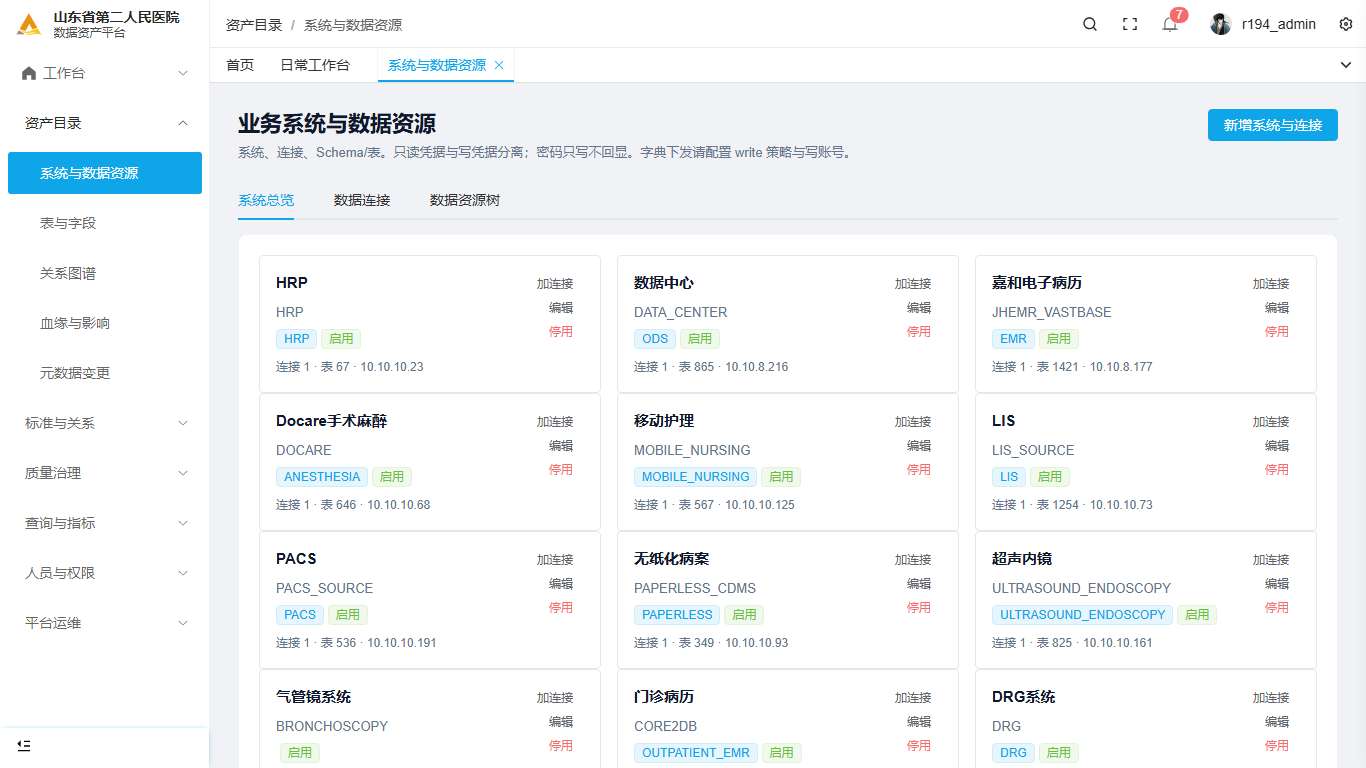 山东省第二人民医院
数据资产平台
资产目录 / 系统与数据资源
7
r194_admin
首页 日常工作台 系统与数据资源
工作台
资产目录
系统与数据资源
表与字段
关系图谱
血缘与影响
元数据变更
标准与关系
质量治理
查询与指标
人员与权限
平台运维
业务系统与数据资源
新增系统与连接
系统、连接、Schema/表。只读凭据与写凭据分离；密码只写不回显。字典下发请配置 write 策略与写账号。
系统总览 数据连接 数据资源树
HRP
加连接
HRP
编辑
HRP 启用
停用
连接 1 · 表 67 · 10.10.10.23
数据中心
加连接
DATA_CENTER
编辑
ODS 启用
停用
连接 1 · 表 865 · 10.10.8.216
嘉和电子病历
加连接
JHEMR_VASTBASE
编辑
EMR 启用
停用
连接 1 · 表 1421 · 10.10.8.177
Docare手术麻醉
加连接
DOCARE
编辑
ANESTHESIA 启用
停用
连接 1 · 表 646 · 10.10.10.68
移动护理
加连接
MOBILE_NURSING
编辑
MOBILE_NURSING 启用
停用
连接 1 · 表 567 · 10.10.10.125
LIS
加连接
LIS_SOURCE
编辑
LIS 启用
停用
连接 1 · 表 1254 · 10.10.10.73
PACS
加连接
PACS_SOURCE
编辑
PACS 启用
停用
连接 1 · 表 536 · 10.10.10.191
无纸化病案
加连接
PAPERLESS_CDMS
编辑
PAPERLESS 启用
停用
连接 1 · 表 349 · 10.10.10.93
超声内镜
加连接
ULTRASOUND_ENDOSCOPY
编辑
ULTRASOUND_ENDOSCOPY 启用
停用
连接 1 · 表 825 · 10.10.10.161
气管镜系统
加连接
BRONCHOSCOPY
编辑
启用
停用
门诊病历
加连接
CORE2DB
编辑
OUTPATIENT_EMR 启用
停用
DRG系统
加连接
DRG
编辑
DRG 启用
停用